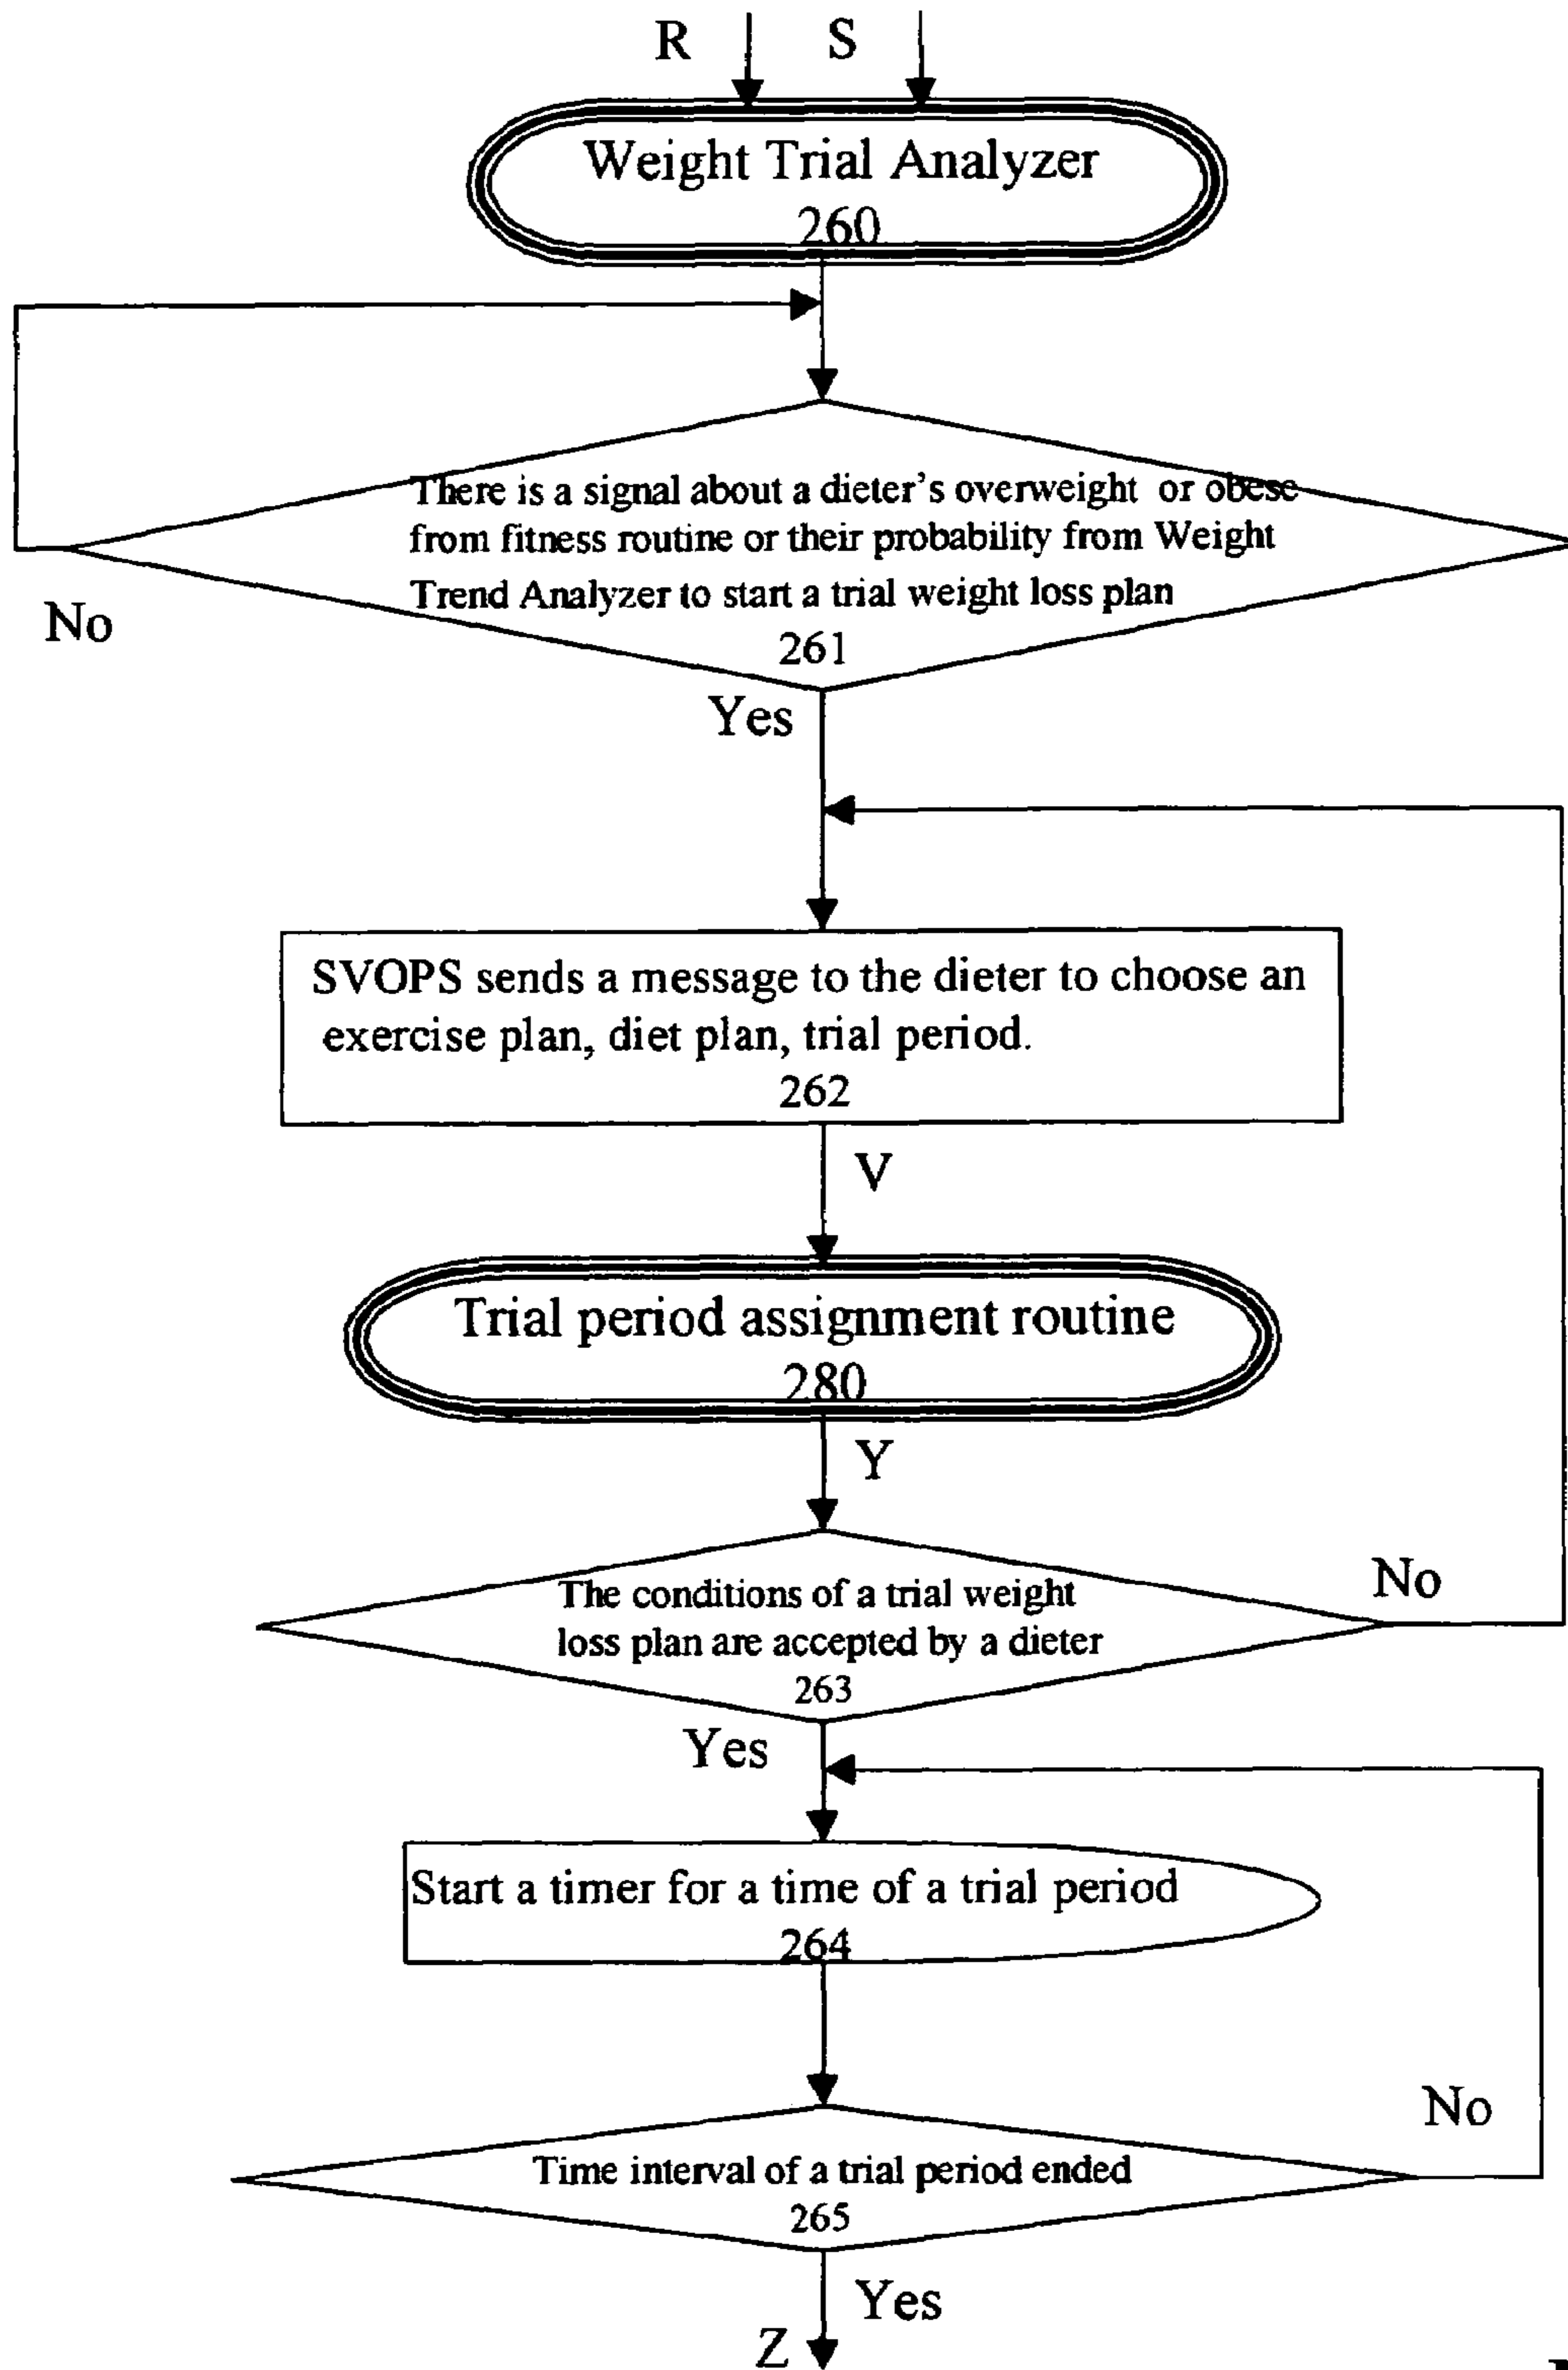 R S
Weight Trial Analyzer
260
There is a signal about a dieter's overweight or obese
from fitness routine or their probability from Weight
Trend Analyzer to start a trial weight loss plan
261
No
Yes
SVOPS sends a message to the dieter to choose an
exercise plan, diet plan, trial period.
262
V
Trial period assignment routine
280
Y
The conditions of a trial weight
loss plan are accepted by a dieter
263
No
Yes
Start a timer for a time of a trial period
264
No
Time interval of a trial period ended
265
Yes
Z